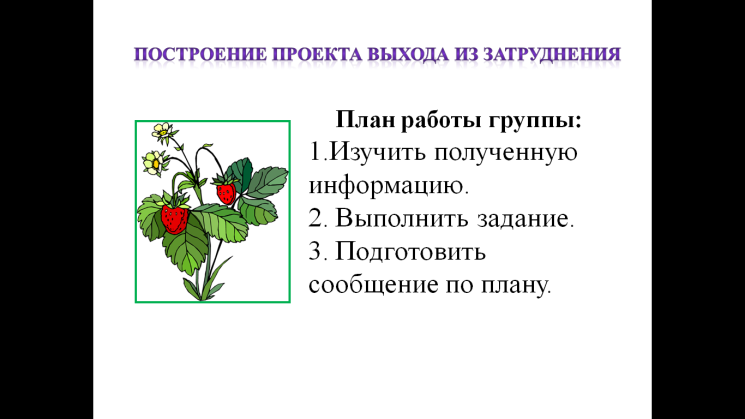 ПОСТРОЕНИЕ ПРОЕКТА ВЫХОДА ИЗ ЗАТРУДНЕНИЯ
План работы группы:
1.Изучить полученную
информацию.
2. Выполнить задание.
3. Подготовить
сообщение по плану.